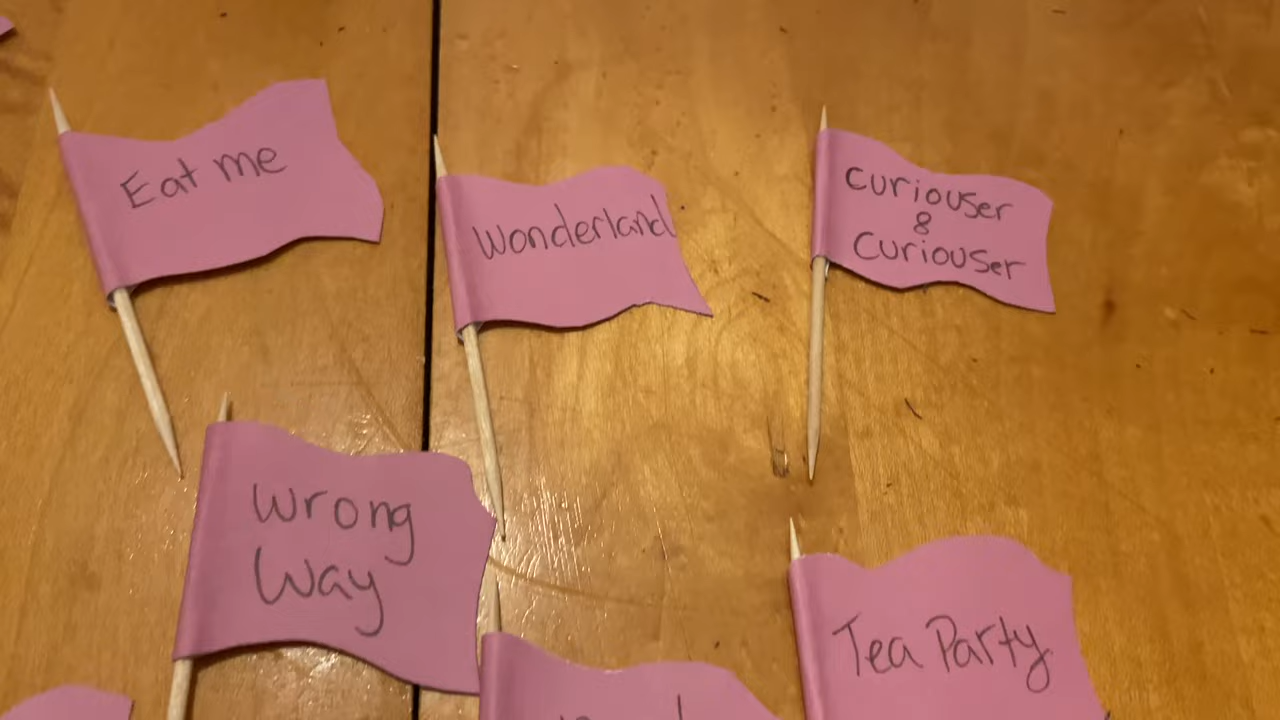 Eat me
Wonderland
Curiouser
&
Curiouser
Wrong
Way
Tea Party